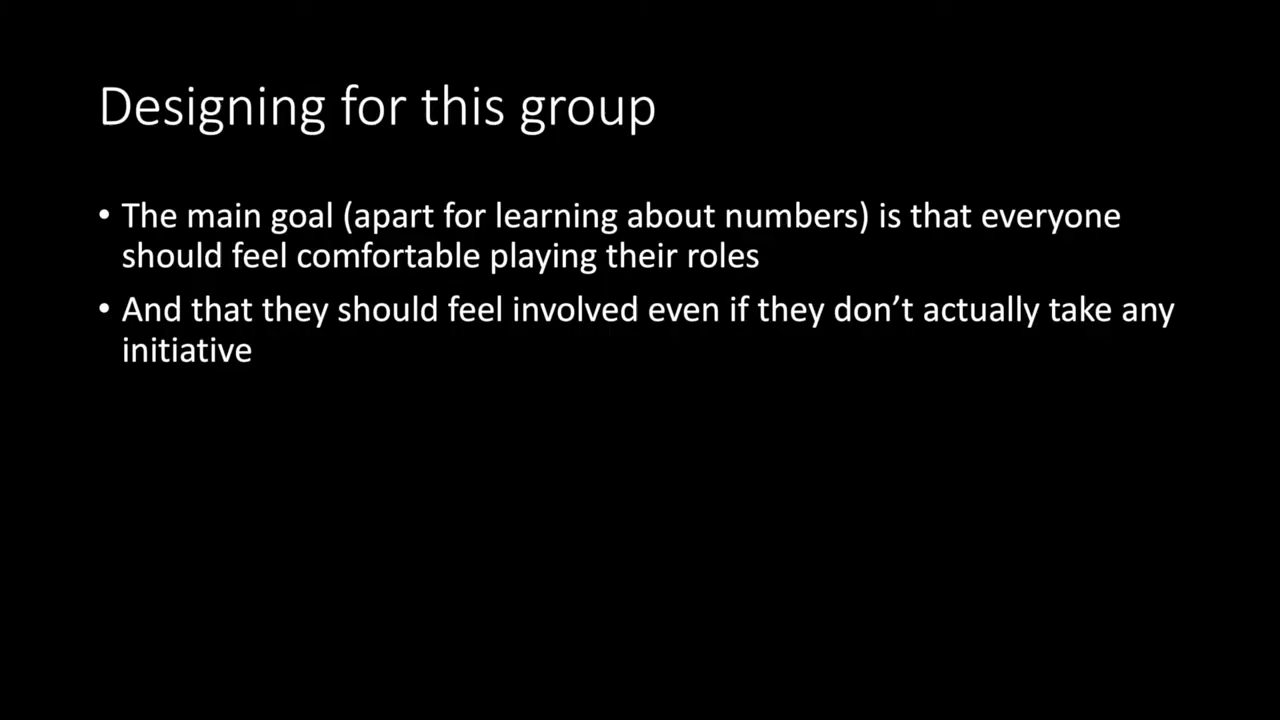 Designing for this group
• The main goal (apart for learning about numbers) is that everyone
should feel comfortable playing their roles
• And that they should feel involved even if they don’t actually take any
initiative